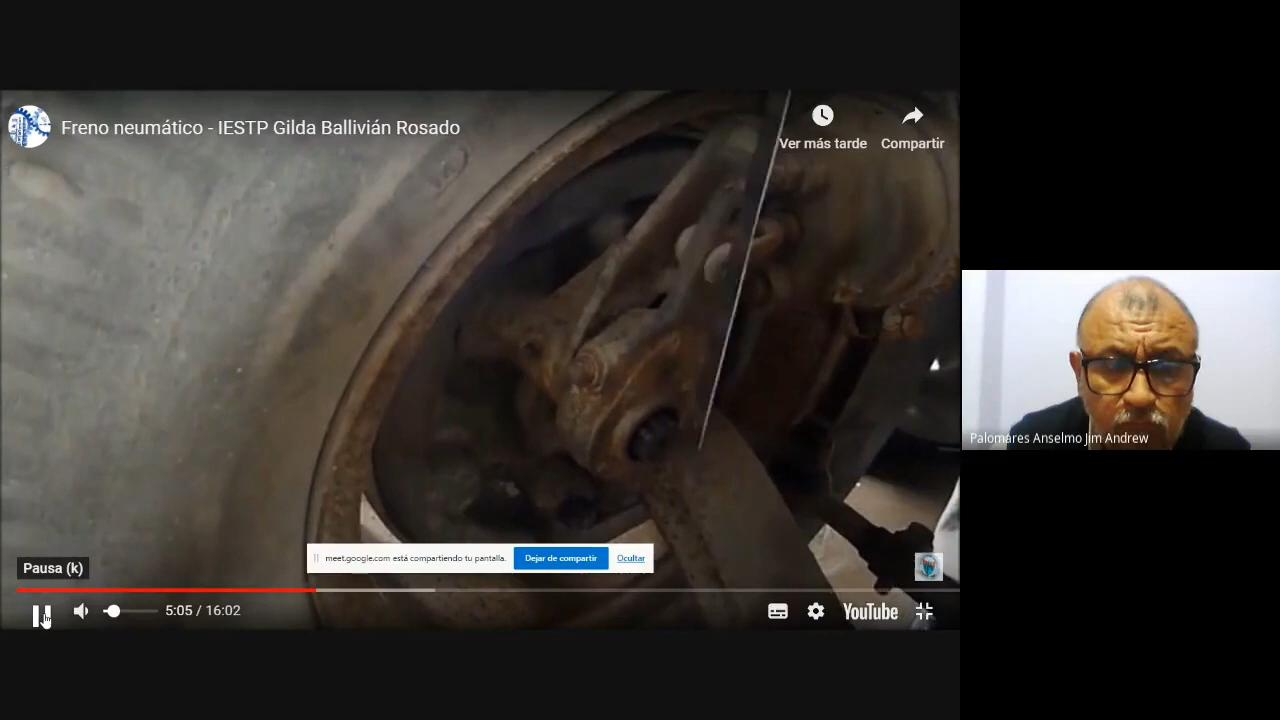 Freno neumático - IESTP Gilda Ballivián Rosado
Ver más tarde
Compartir
Palomares Anselmo Jim Andrew
meet.google.com está compartiendo tu pantalla.
Dejar de compartir
Ocultar
Pausa (k)
5:05 / 16:02
YouTube